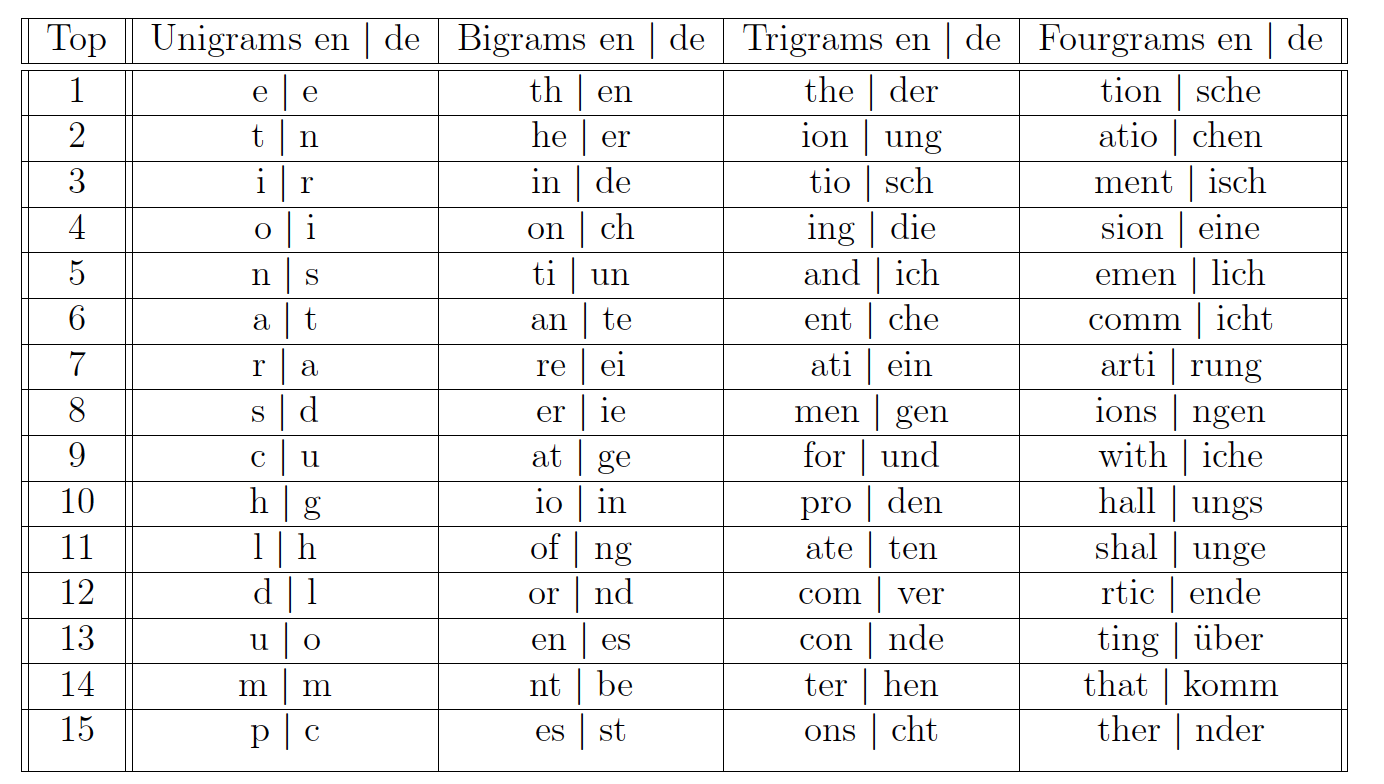 Top Unigrams en | de Bigrams en | de Trigrams en | de Fourgrams en | de
1 e | e th | en the | der tion | sche
2 t | n he | er ion | ung atio | chen
3 i | r in | de tio | sch ment | isch
4 o | i on | ch ing | die sion | eine
5 n | s ti | un and | ich emen | lich
6 a | t an | te ent | che comm | icht
7 r | a re | ei ati | ein arti | rung
8 s | d er | ie men | gen ions | ngen
9 c | u at | ge for | und with | iche
10 h | g io | in pro | den hall | ungs
11 l | h of | ng ate | ten shal | unge
12 d | l or | nd com | ver rtic | ende
13 u | o en | es con | nde ting | über
14 m | m nt | be ter | hen that | komm
15 p | c es | st ons | cht ther | nder